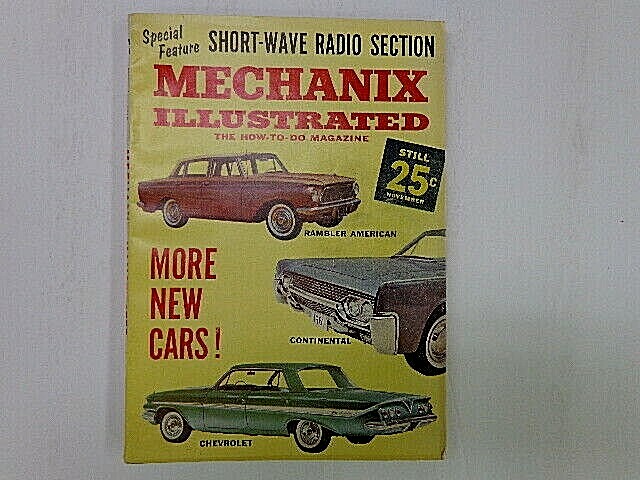 Special
Feature
SHORT-WAVE RADIO SECTION
MECHANIX
ILLUSTRATED
THE HOW-TO-DO MAGAZINE
STILL
25c
NOVEMBER
RAMBLER AMERICAN
MORE
NEW
CARS!
CONTINENTAL
CHEVROLET